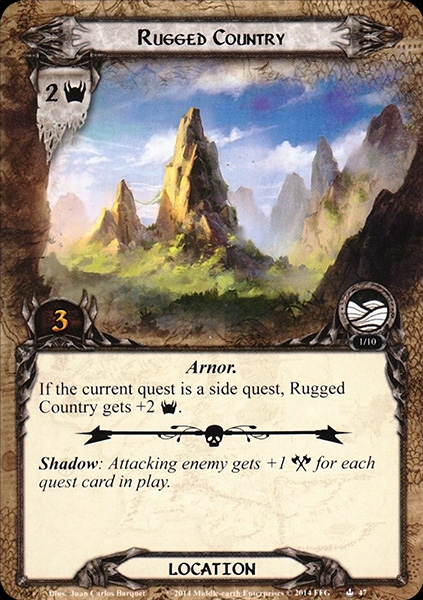 RUGGED COUNTRY
2
3
1/10
Arnor.
If the current quest is a side quest, Rugged
Country gets +2 .
Shadow: Attacking enemy gets +1 for each
quest card in play.
LOCATION
Illus. Juan Carlos Barquet © 2014 Middle-earth Enterprises © 2014 FFG 47